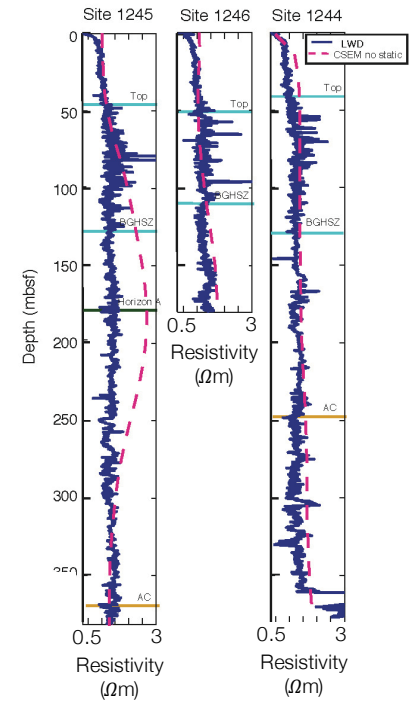 Site 1245
Site 1246
Site 1244
0
50
100
150
200
250
300
Depth (mbsf)
LWD
CSEM no static
Top
BGHSZ
Horizon A
AC
Top
BGHSZ
Top
BGHSZ
AC
0.5 3
Resistivity
(Ωm)
0.5 3
Resistivity
(Ωm)
0.5 3
Resistivity
(Ωm)